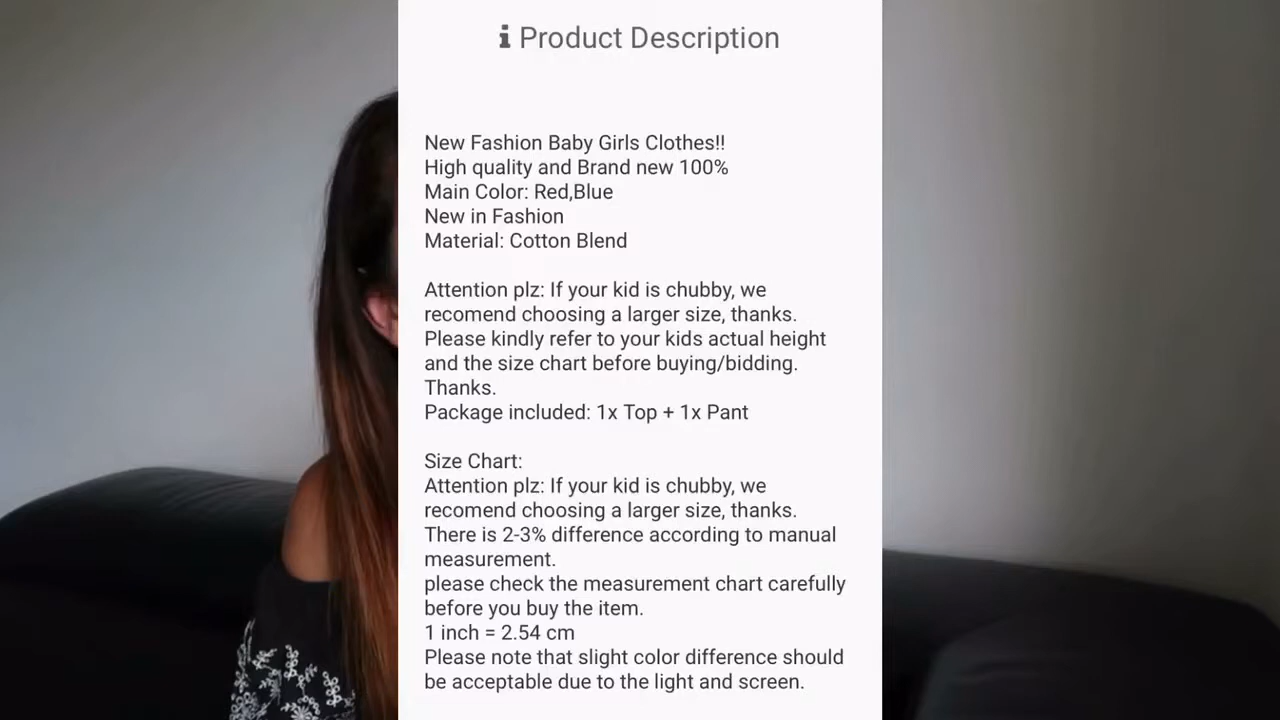 Product Description
New Fashion Baby Girls Clothes!!
High quality and Brand new 100%
Main Color: Red,Blue
New in Fashion
Material: Cotton Blend
Attention plz: If your kid is chubby, we
recomend choosing a larger size, thanks.
Please kindly refer to your kids actual height
and the size chart before buying/bidding.
Thanks.
Package included: 1x Top + 1x Pant
Size Chart:
Attention plz: If your kid is chubby, we
recomend choosing a larger size, thanks.
There is 2-3% difference according to manual
measurement.
please check the measurement chart carefully
before you buy the item.
1 inch = 2.54 cm
Please note that slight color difference should
be acceptable due to the light and screen.